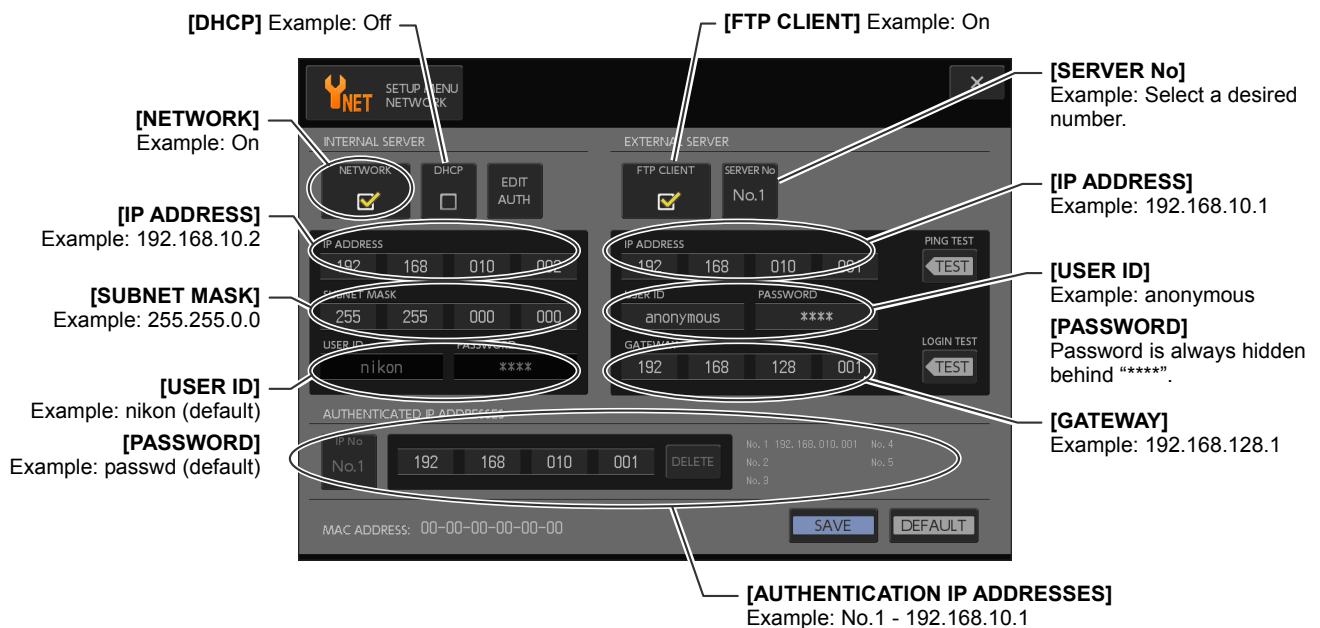 [DHCP] Example: Off
[FTP CLIENT] Example: On
[SERVER No]
Example: Select a desired
number.
[NETWORK]
Example: On
[IP ADDRESS]
Example: 192.168.10.2
[SUBNET MASK]
Example: 255.255.0.0
[USER ID]
Example: nikon (default)
[PASSWORD]
Example: passwd (default)
NET
SETUP MENU
NETWORK
×
INTERNAL SERVER
NETWORK
DHCP
EDIT
AUTH
IP ADDRESS
192 168 010 002
SUBNET MASK
255 255 000 000
USER ID PASSWORD
nikon ****
EXTERNAL SERVER
FTP CLIENT
SERVER No
No.1
IP ADDRESS
192 168 010 001
USER ID PASSWORD
anonymous ****
GATEWAY
192 168 128 001
PING TEST
TEST
LOGIN TEST
TEST
AUTHENTICATED IP ADDRESSES
IP No
No.1
192 168 010 001
DELETE
No. 1 192. 168. 010. 001 No. 4
No. 2 No. 5
No. 3
MAC ADDRESS: 00-00-00-00-00-00
SAVE
DEFAULT
[IP ADDRESS]
Example: 192.168.10.1
[USER ID]
Example: anonymous
[PASSWORD]
Password is always hidden
behind “****”.
[GATEWAY]
Example: 192.168.128.1
[AUTHENTICATION IP ADDRESSES]
Example: No.1 - 192.168.10.1